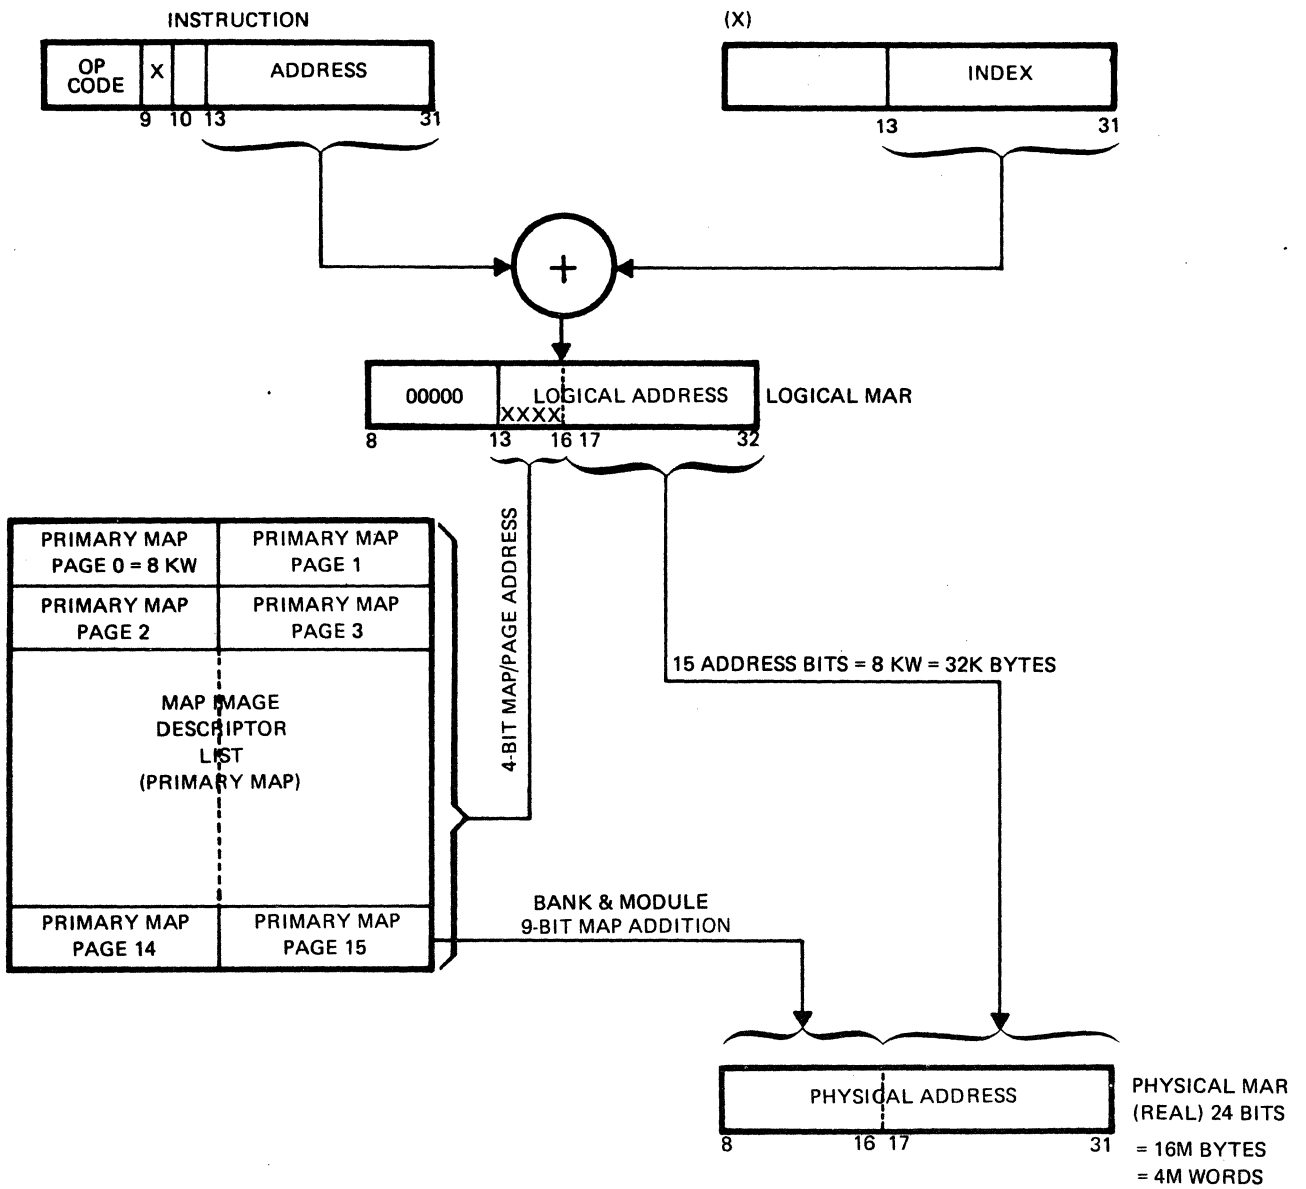 INSTRUCTION
(X)
OP
CODE
X
ADDRESS
INDEX
9 10 13 31
13 31
+
00000
LOGICAL ADDRESS
XXXX
LOGICAL MAR
8 13 16 17 32
4-BIT MAP/PAGE ADDRESS
PRIMARY MAP
PAGE 0 = 8 KW
PRIMARY MAP
PAGE 1
PRIMARY MAP
PAGE 2
PRIMARY MAP
PAGE 3
15 ADDRESS BITS = 8 KW = 32K BYTES
MAP IMAGE
DESCRIPTOR
LIST
(PRIMARY MAP)
PRIMARY MAP
PAGE 14
PRIMARY MAP
PAGE 15
BANK & MODULE
9-BIT MAP ADDITION
PHYSICAL ADDRESS
8 16 17 31
PHYSICAL MAR
(REAL) 24 BITS
= 16M BYTES
= 4M WORDS